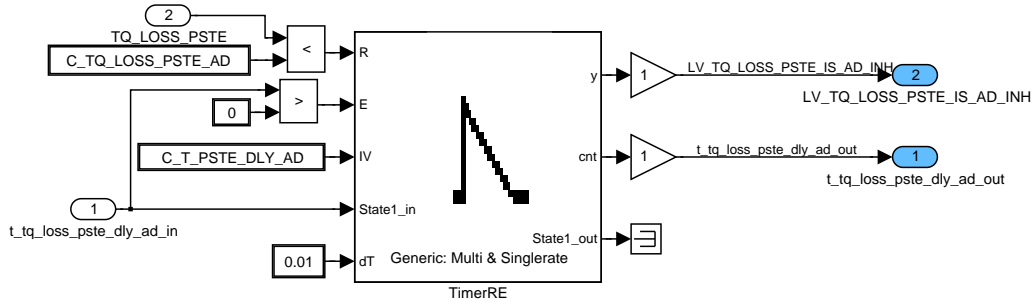 2
TQ_LOSS_PSTE
C_TQ_LOSS_PSTE_AD
<
R
>
0
E
C_T_PSTE_DLY_AD
IV
1
t_tq_loss_pste_dly_ad_in
State1_in
0.01
dT
Generic: Multi & Singlerate
TimerRE
y
1
LV_TQ_LOSS_PSTE_IS_AD_INH
2
LV_TQ_LOSS_PSTE_IS_AD_INH
cnt
1
t_tq_loss_pste_dly_ad_out
1
t_tq_loss_pste_dly_ad_out
State1_out